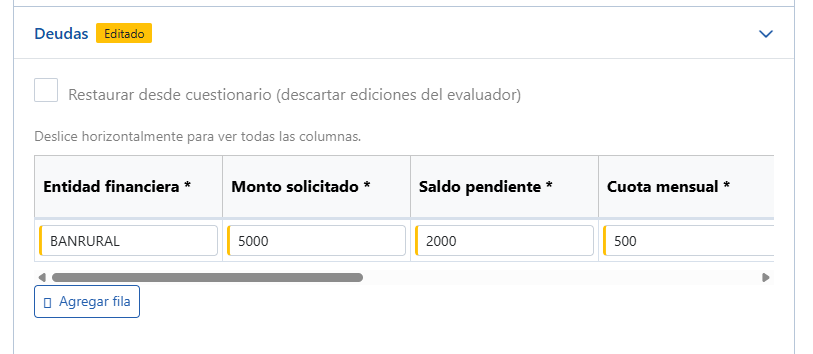 Deudas Editado
Restaurar desde cuestionario (descartar ediciones del evaluador)
Deslice horizontalmente para ver todas las columnas.
Entidad financiera * Monto solicitado * Saldo pendiente * Cuota mensual *
BANRURAL 5000 2000 500
Agregar fila